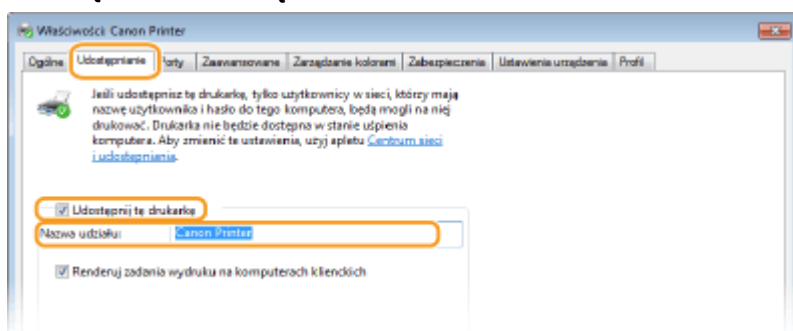 Właściwości: Canon Printer
Ogólne Udostępnianie Porty Zaawansowane Zarządzanie kolorami Zabezpieczenia Ustawienia urządzenia Profil
Jeśli udostępnisz tę drukarkę, tylko użytkownicy w sieci, którzy mają
nazwę użytkownika i hasło do tego komputera, będą mogli na niej
drukować. Drukarka nie będzie dostępna w stanie uśpienia
komputera. Aby zmienić te ustawienia, użyj apletu Centrum sieci
i udostępniania.
Udostępnij tę drukarkę
Nazwa udziału: Canon Printer
Renderuj zadania wydruku na komputerach klienckich